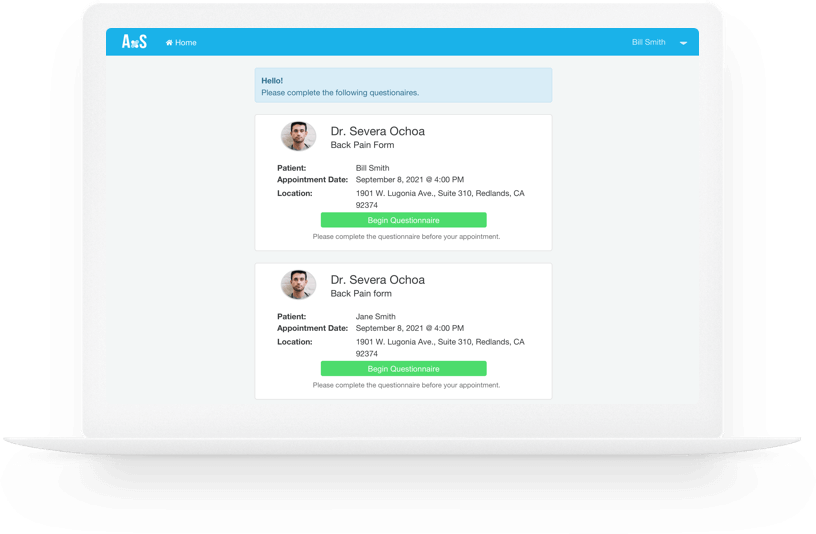 A S
Home
Bill Smith
Hello!
Please complete the following questionaires.
Dr. Severa Ochoa
Back Pain Form
Patient: Bill Smith
Appointment Date: September 8, 2021 @ 4:00 PM
Location: 1901 W. Lugonia Ave., Suite 310, Redlands, CA
92374
Begin Questionnaire
Please complete the questionnaire before your appointment.
Dr. Severa Ochoa
Back Pain form
Patient: Jane Smith
Appointment Date: September 8, 2021 @ 4:00 PM
Location: 1901 W. Lugonia Ave., Suite 310, Redlands, CA
92374
Begin Questionnaire
Please complete the questionnaire before your appointment.